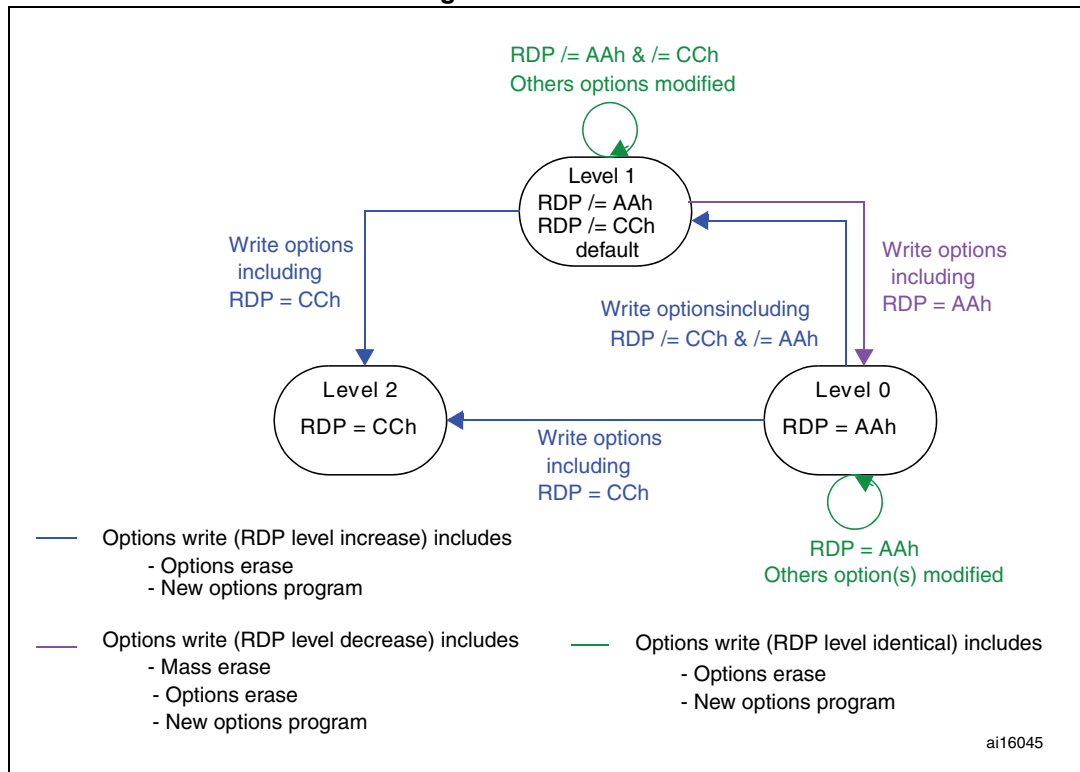 RDP /= AAh & /= CCh
Others options modified
Level 1
RDP /= AAh
RDP /= CCh
default
Write options
including
RDP = CCh
Write options
including
RDP = AAh
Write optionsincluding
RDP /= CCh & /= AAh
Level 2
RDP = CCh
Level 0
RDP = AAh
Write options
including
RDP = CCh
RDP = AAh
Others option(s) modified
Options write (RDP level increase) includes
- Options erase
- New options program
Options write (RDP level decrease) includes
- Mass erase
- Options erase
- New options program
Options write (RDP level identical) includes
- Options erase
- New options program
ai16045